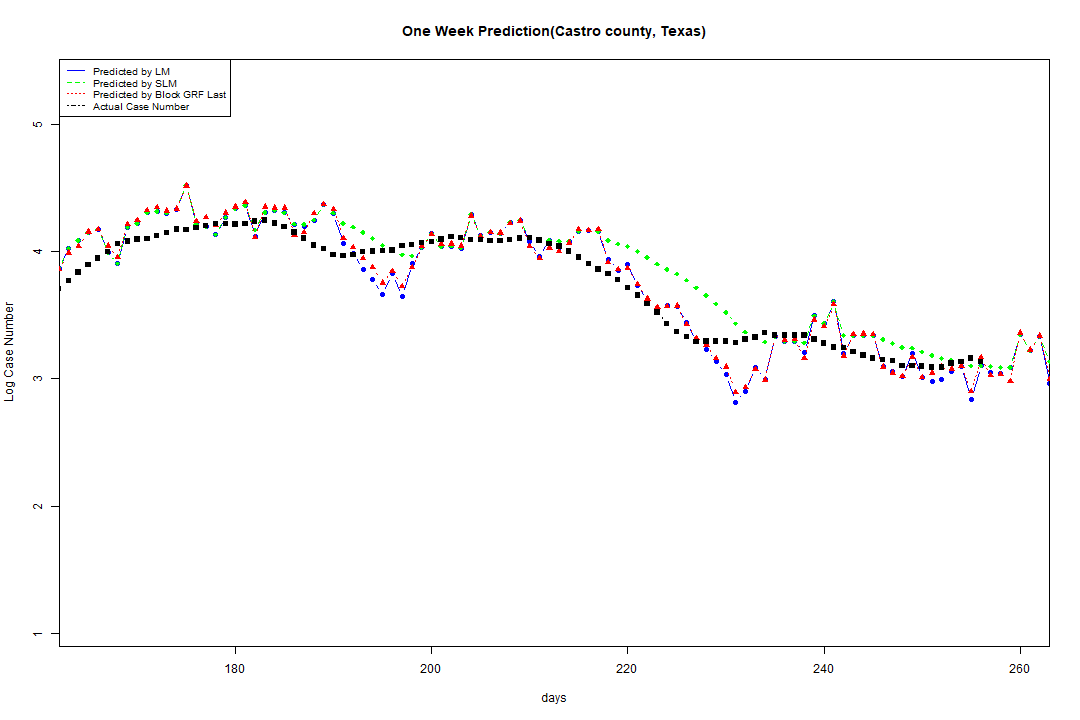 One Week Prediction(Castro county, Texas)
Predicted by LM
Predicted by SLM
Predicted by Block GRF Last
Actual Case Number
5
4
3
2
1
Log Case Number
180 200 220 240 260
days